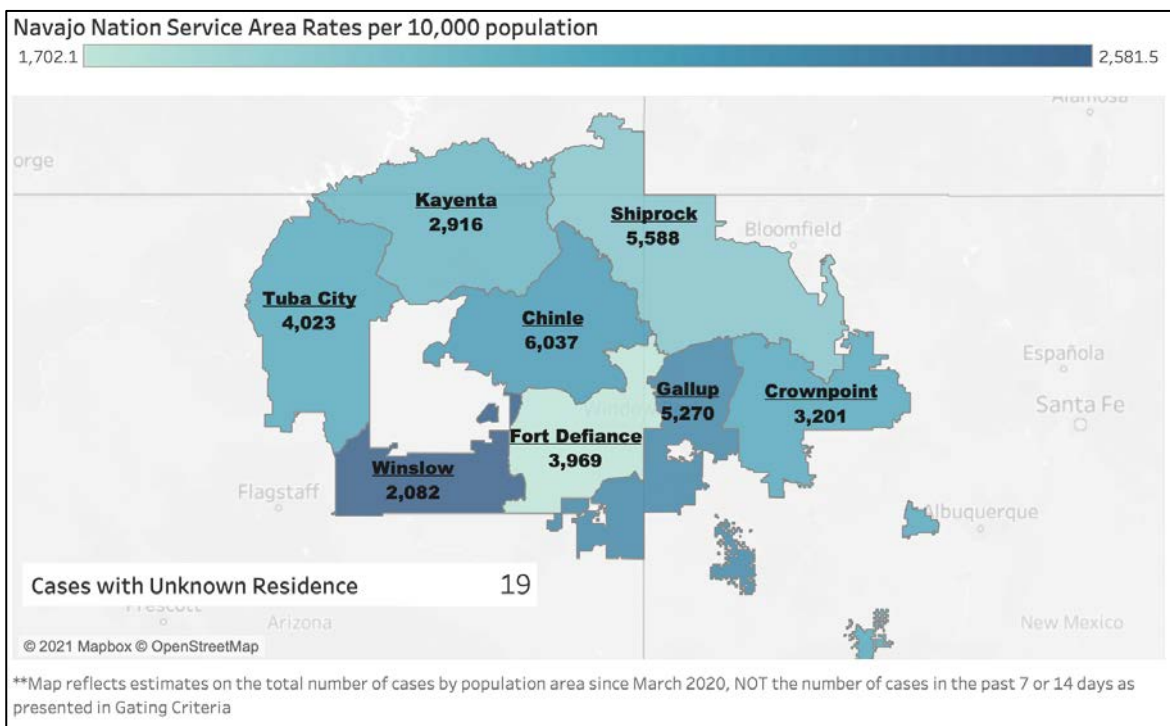 Navajo Nation Service Area Rates per 10,000 population
1,702.1
2,581.5
Alamosa
orge
Kayenta
2,916
Shiprock
5,588
Bloomfield
Tuba City
4,023
Chinle
6,037
Española
Gallup
5,270
Crownpoint
3,201
Santa Fe
Window
Fort Defiance
3,969
Winslow
2,082
Flagstaff
Albuquerque
Cases with Unknown Residence 19
Prescott
Arizona
New Mexico
© 2021 Mapbox © OpenStreetMap
**Map reflects estimates on the total number of cases by population area since March 2020, NOT the number of cases in the past 7 or 14 days as
presented in Gating Criteria